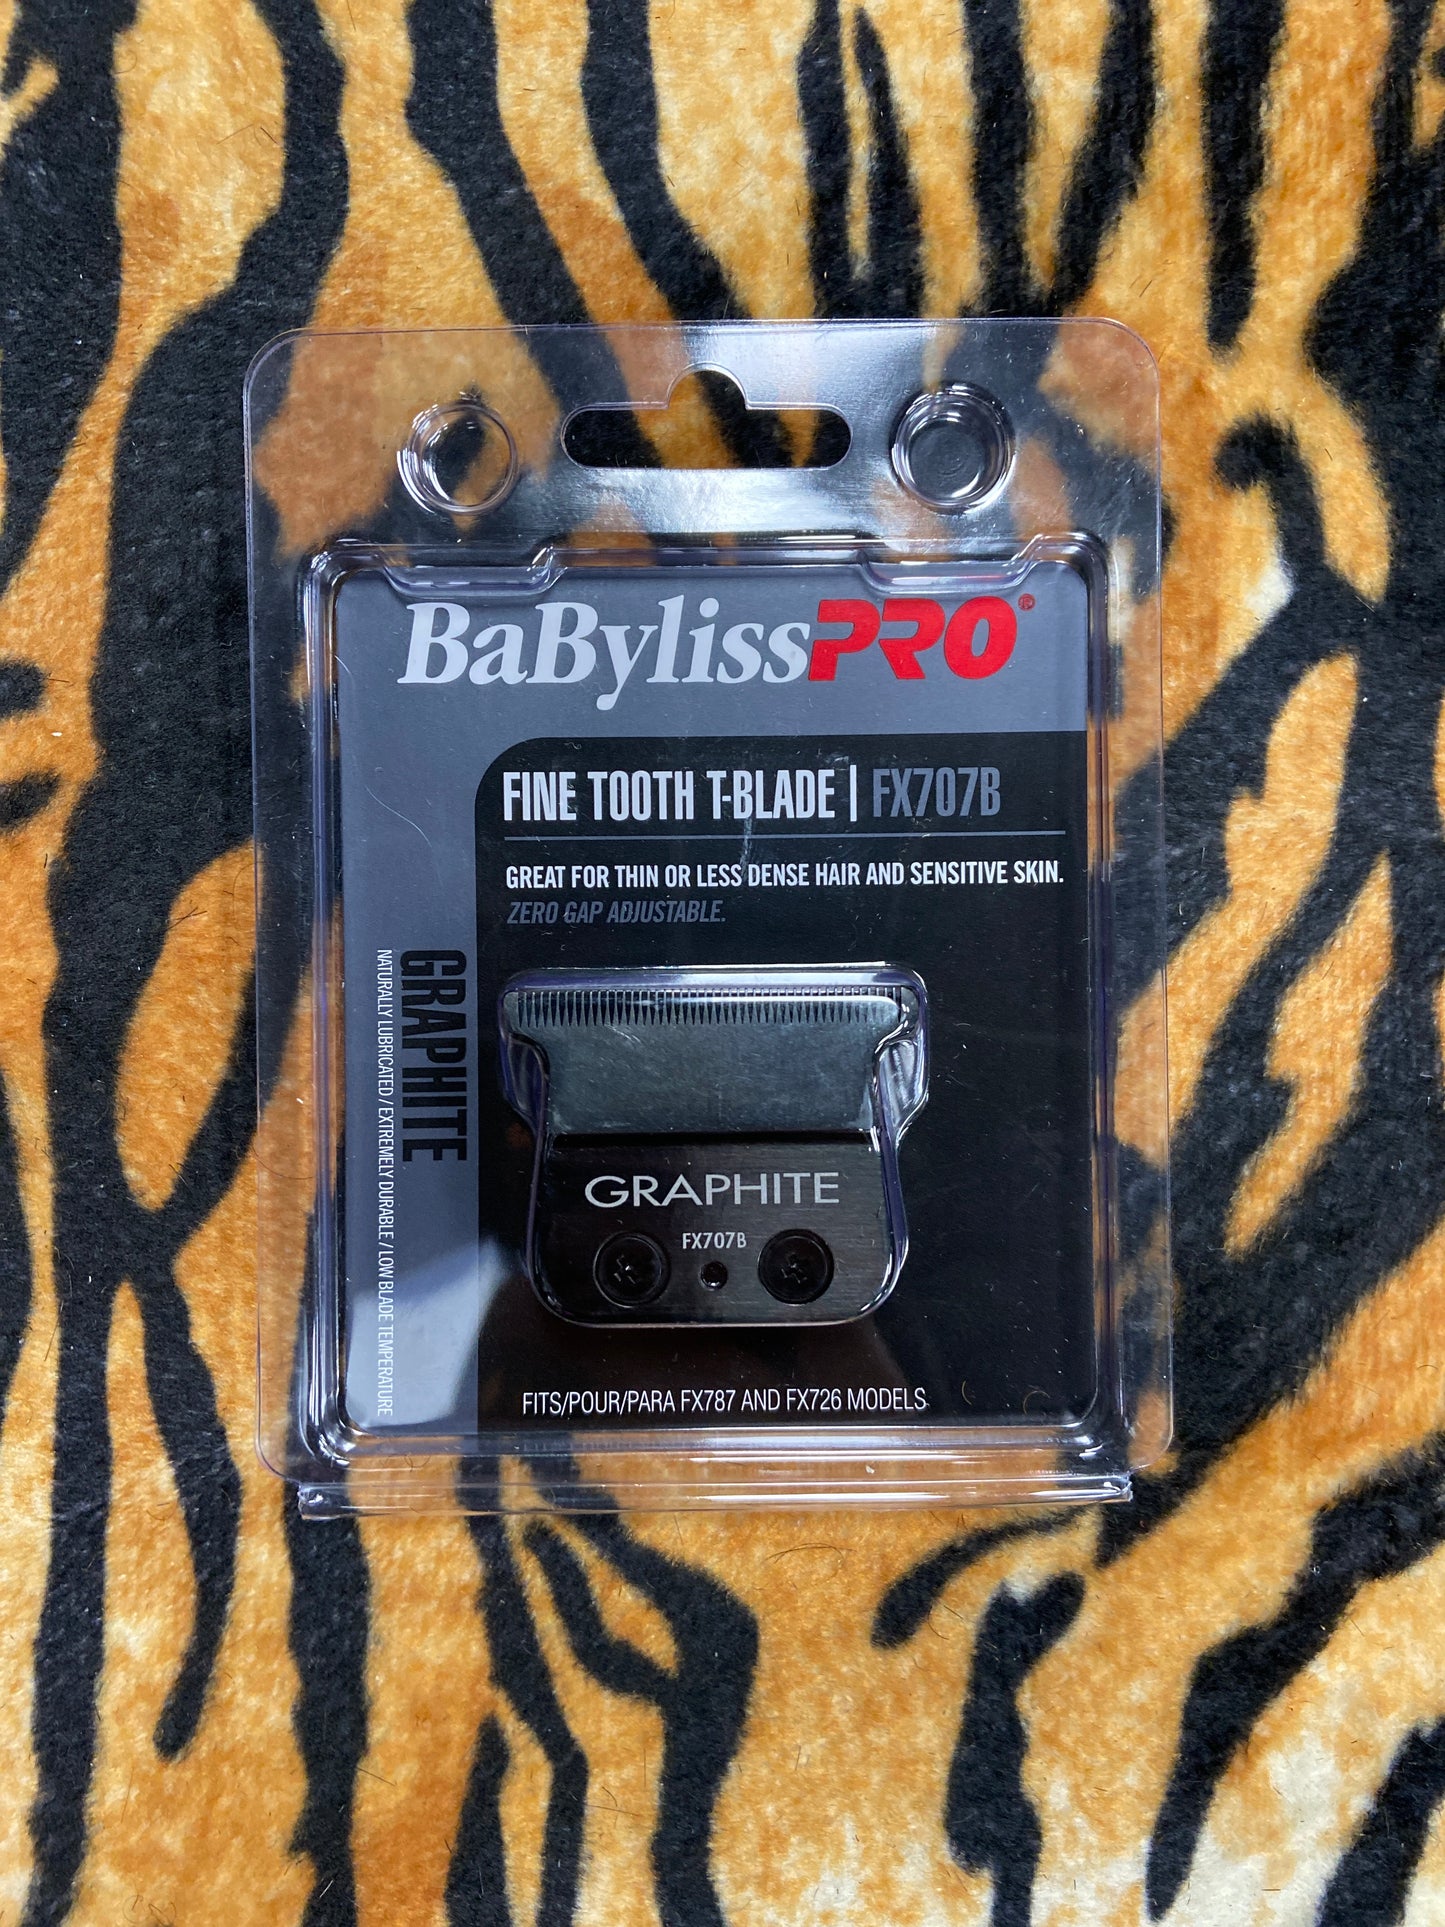 BaBylissPRO®
FINE TOOTH T-BLADE | FX707B
GREAT FOR THIN OR LESS DENSE HAIR AND SENSITIVE SKIN.
ZERO GAP ADJUSTABLE.
GRAPHITE
NATURALLY LUBRICATED / EXTREMELY DURABLE / LOW BLADE TEMPERATURE
GRAPHITE
FX707B
FITS/POUR/PARA FX787 AND FX726 MODELS